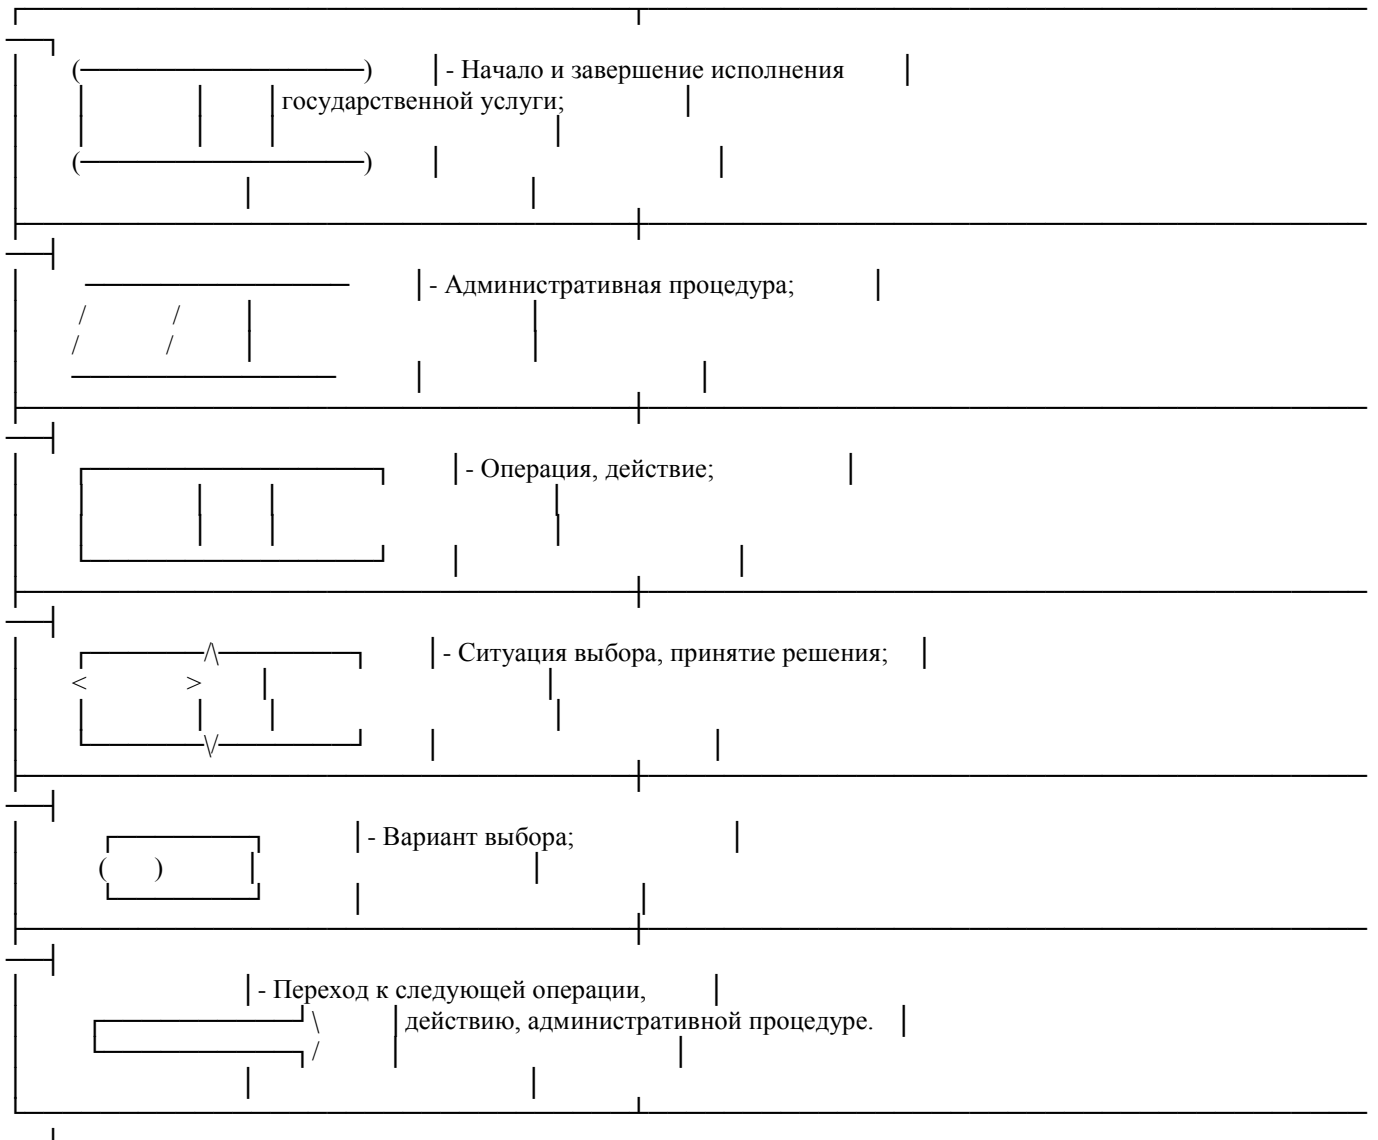 - Начало и завершение исполнения
государственной услуги;
- Административная процедура;
- Операция, действие;
- Ситуация выбора, принятие решения;
- Вариант выбора;
- Переход к следующей операции,
действию, административной процедуре.